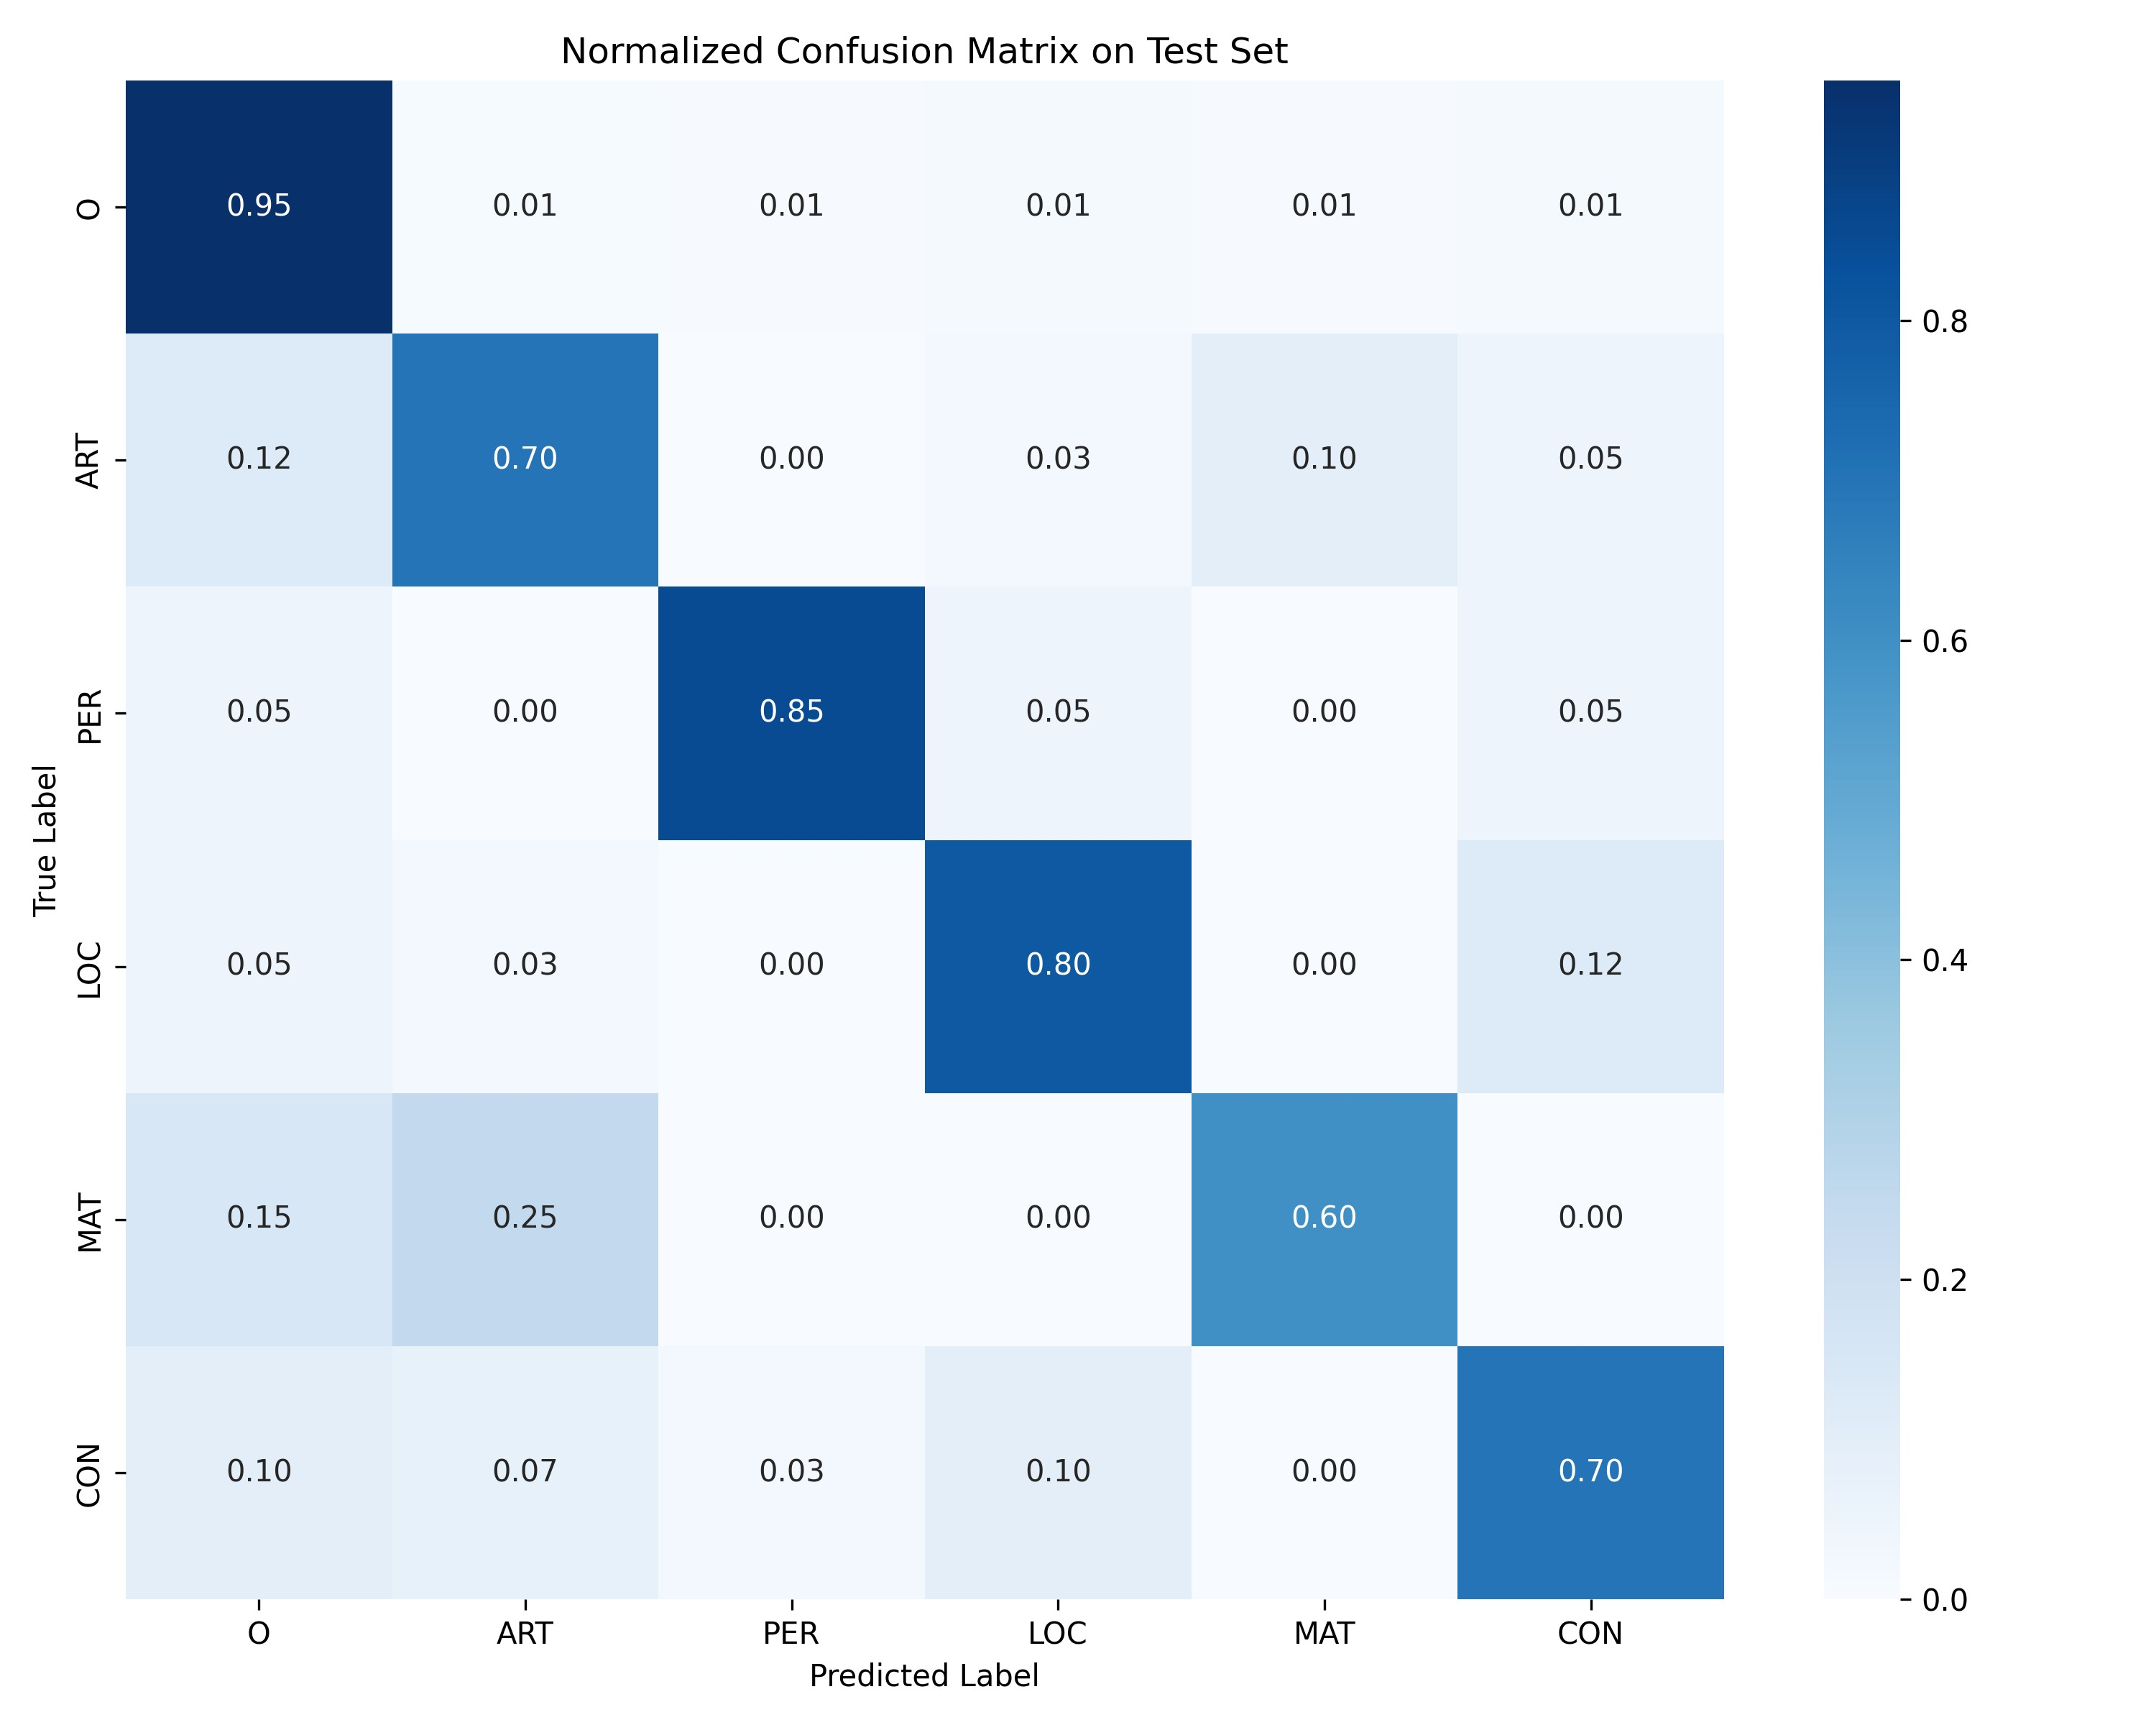 Normalized Confusion Matrix on Test Set
True Label
O 0.95 0.01 0.01 0.01 0.01 0.01
ART 0.12 0.70 0.00 0.03 0.10 0.05
PER 0.05 0.00 0.85 0.05 0.00 0.05
LOC 0.05 0.03 0.00 0.80 0.00 0.12
MAT 0.15 0.25 0.00 0.00 0.60 0.00
CON 0.10 0.07 0.03 0.10 0.00 0.70
O ART PER LOC MAT CON
Predicted Label
0.8
0.6
0.4
0.2
0.0